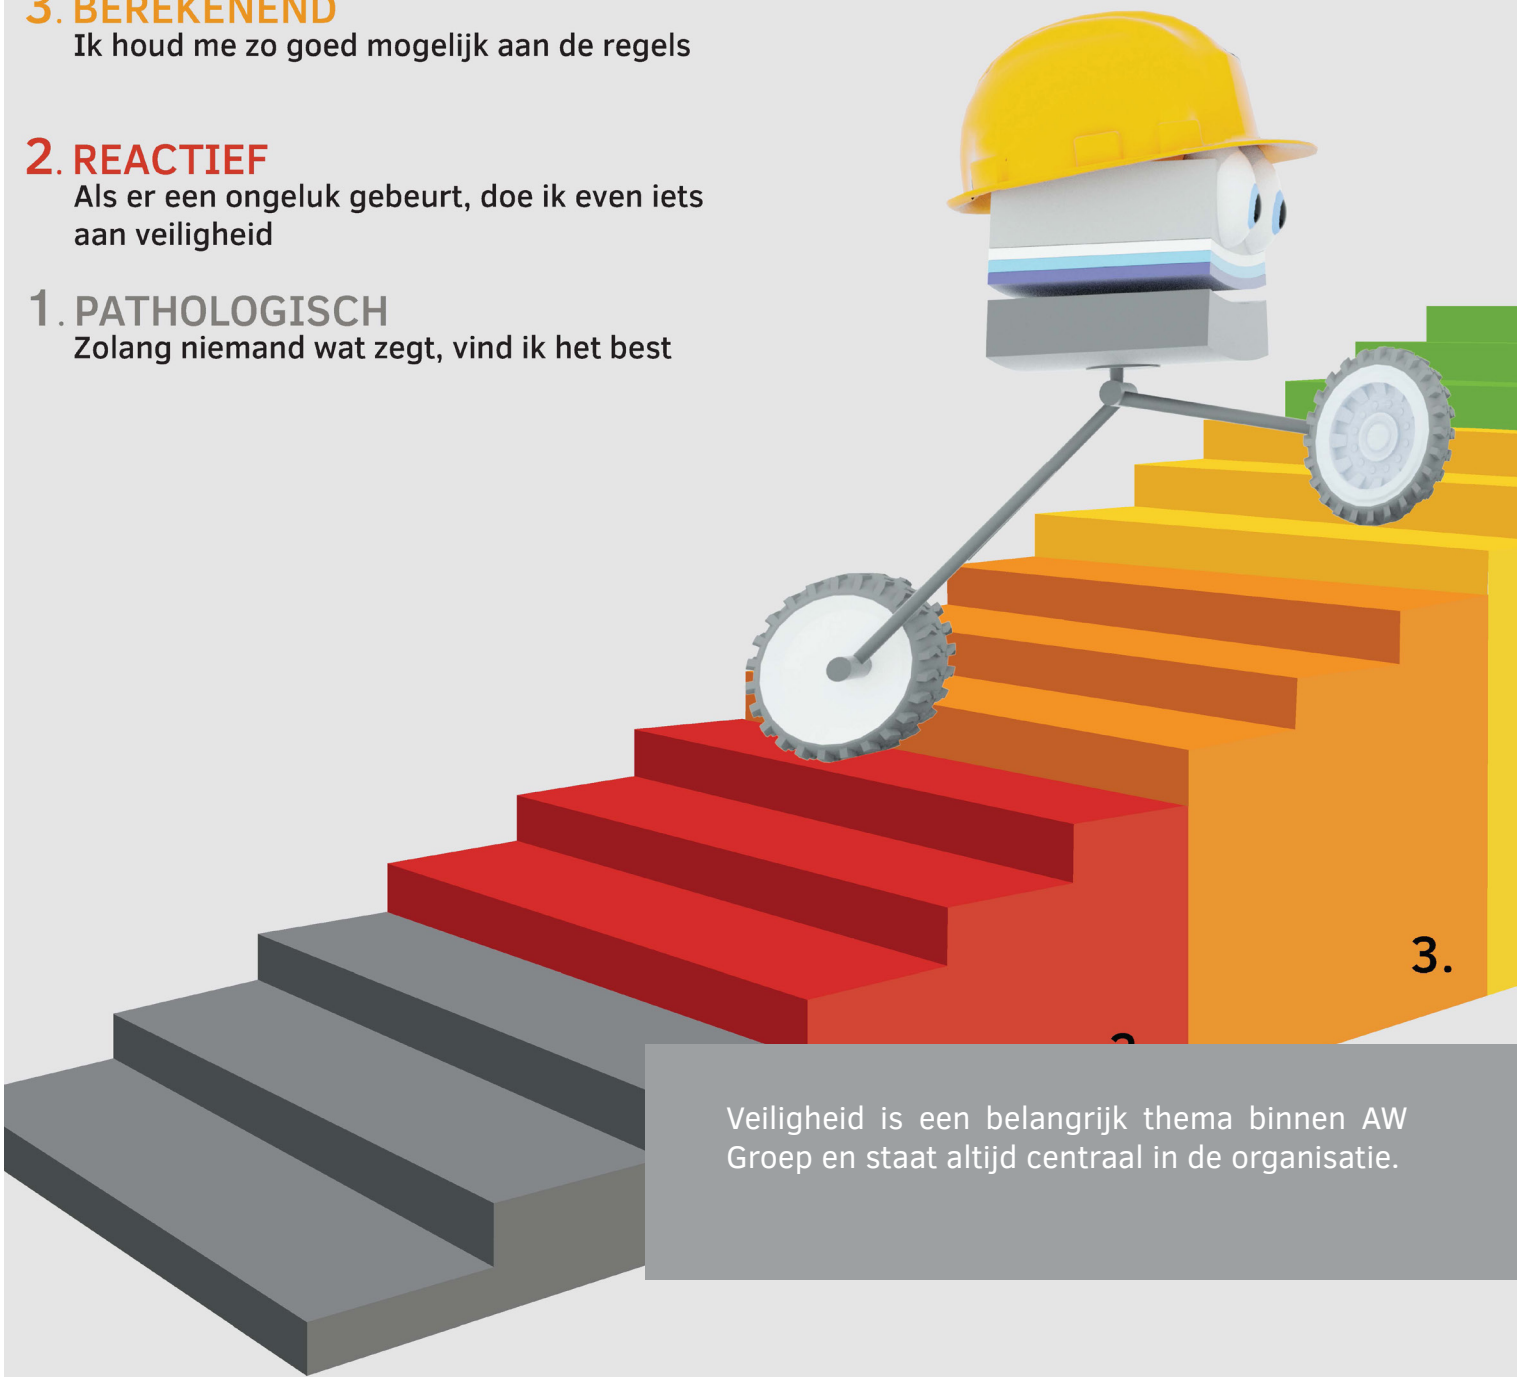 3. BEREKENEND
Ik houd me zo goed mogelijk aan de regels
2. REACTIEF
Als er een ongeluk gebeurt, doe ik even iets
aan veiligheid
1. PATHOLOGISCH
Zolang niemand wat zegt, vind ik het best
3.
Veiligheid is een belangrijk thema binnen AW
Groep en staat altijd centraal in de organisatie.